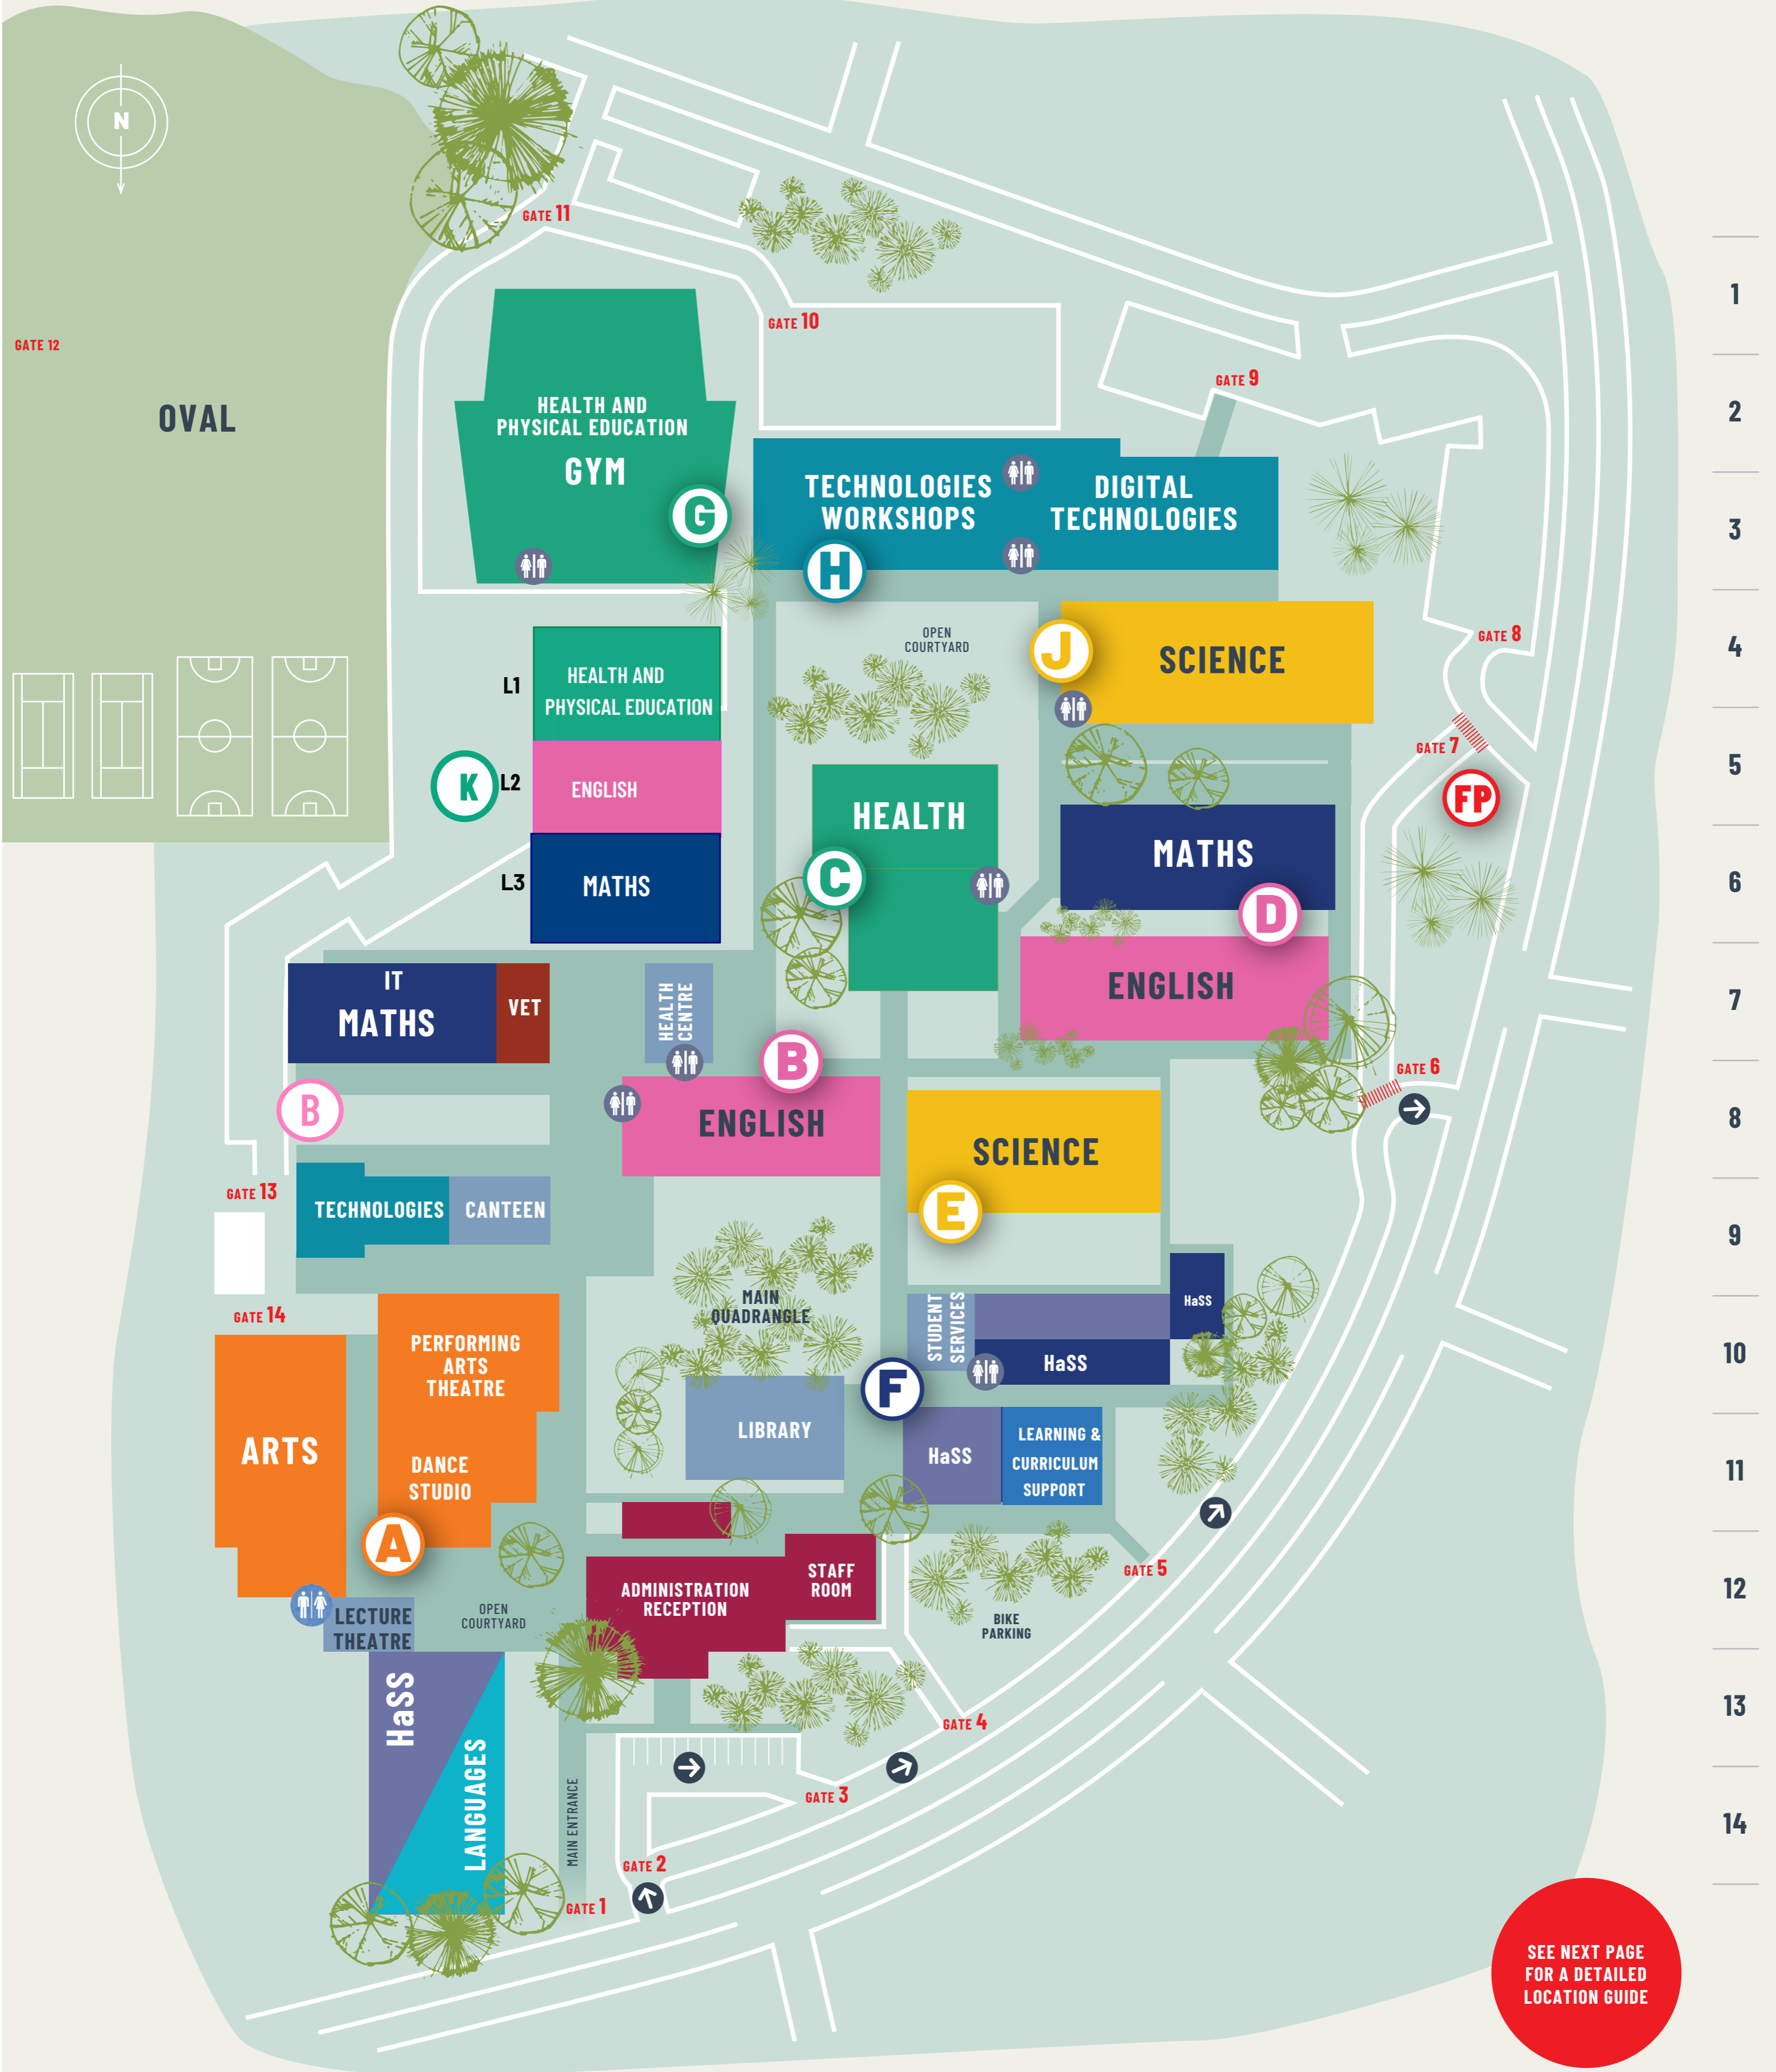 N
GATE 11
1
GATE 10
GATE 12
GATE 9
OVAL
2
HEALTH AND
PHYSICAL EDUCATION
GYM
G
TECHNOLOGIES
WORKSHOPS
DIGITAL
TECHNOLOGIES
3
H
OPEN
COURTYARD
J
SCIENCE
GATE 8
4
L1
HEALTH AND
PHYSICAL EDUCATION
GATE 7
5
K
L2
ENGLISH
FP
HEALTH
MATHS
C
L3
MATHS
6
D
ENGLISH
IT
MATHS
VET
HEALTH
CENTRE
7
B
GATE 6
B
ENGLISH
8
SCIENCE
GATE 13
TECHNOLOGIES
CANTEEN
E
9
MAIN
QUADRANGLE
STUDENT
SERVICES
HaSS
GATE 14
PERFORMING
ARTS
THEATRE
HaSS
10
F
ARTS
DANCE
STUDIO
LIBRARY
HaSS
LEARNING &
CURRICULUM
SUPPORT
11
A
GATE 5
STAFF
ROOM
ADMINISTRATION
RECEPTION
12
LECTURE
THEATRE
OPEN
COURTYARD
BIKE
PARKING
HaSS
LANGUAGES
13
GATE 4
GATE 3
MAIN ENTRANCE
14
GATE 2
GATE 1
SEE NEXT PAGE
FOR A DETAILED
LOCATION GUIDE